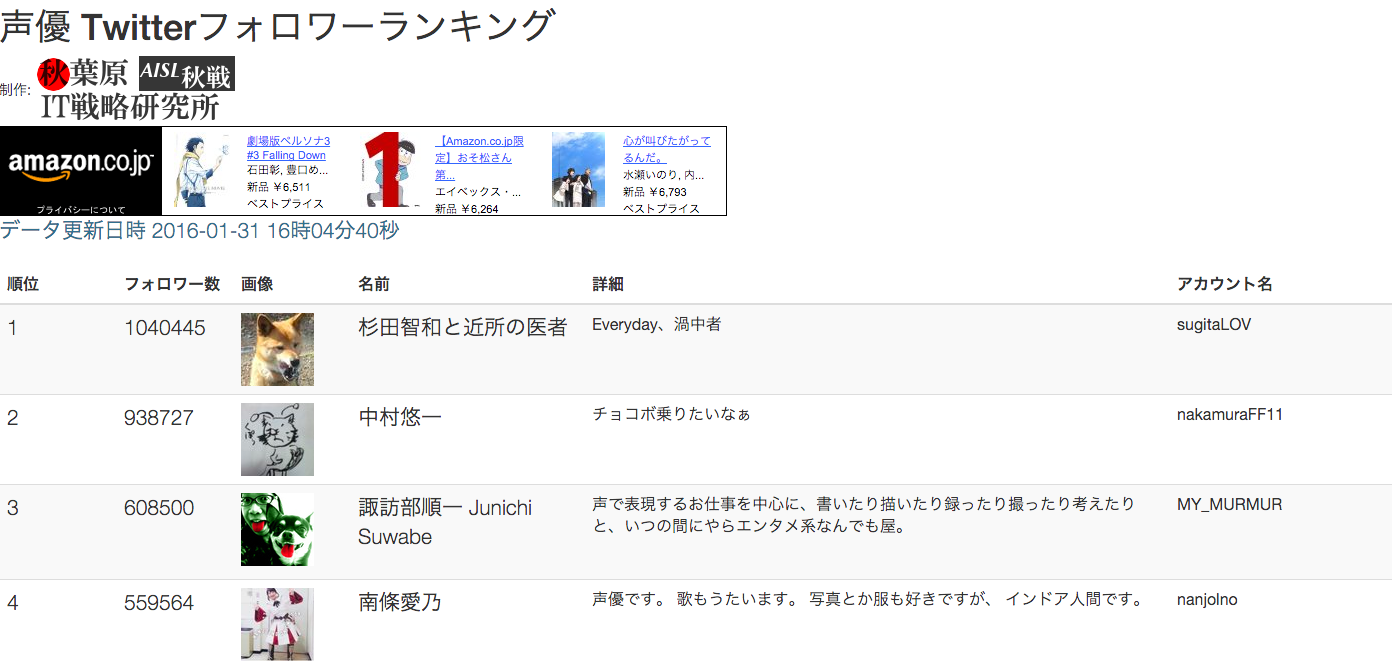 声優 Twitterフォロワーランキング
制作: 秋葉原 AISL秋戦
IT戦略研究所
amazon.co.jp
プライバシーについて
劇場版ペルソナ3
#3 Falling Down
石田彰, 豊口め...
新品 ¥6,511
ベストプライス
1
【Amazon.co.jp限
定】おそ松さん
第...
エイベックス・...
新品 ¥6,264
心が叫びたがって
るんだ。
水瀬いのり, 内...
新品 ¥6,793
ベストプライス
データ更新日時 2016-01-31 16時04分40秒
順位 フォロワー数 画像 名前 詳細 アカウント名
1 1040445 杉田智和と近所の医者 Everyday、渦中者 sugitaLOV
2 938727 中村悠一 チョコボ乗りたいなぁ nakamuraFF11
3 608500 諏訪部順一 Junichi 声で表現するお仕事を中心に、書いたり描いたり録ったり撮ったり考えたり MY_MURMUR
Suwabe と、いつの間にやらエンタメ系なんでも屋。
4 559564 南條愛乃 声優です。 歌もうたいます。 写真とか服も好きですが、 インドア人間です。 nanjolno